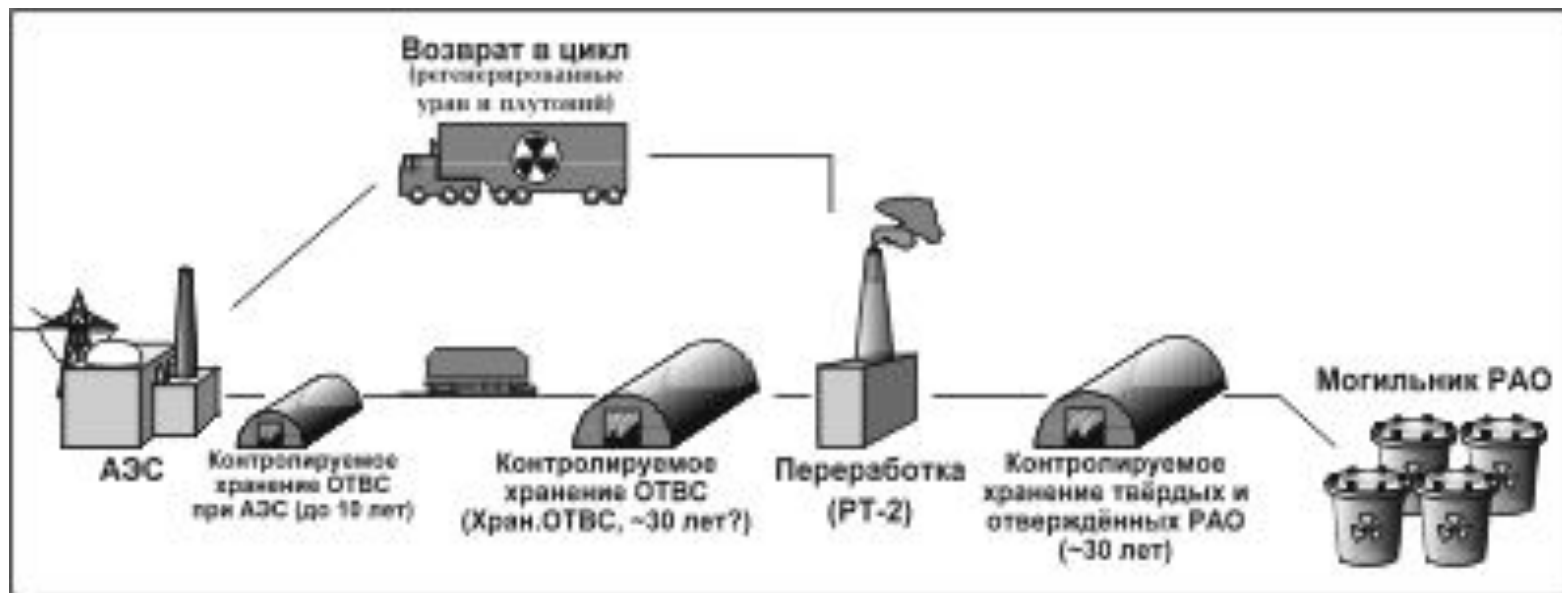 Возврат в цикл
(регенерированные
уран и плутоний)
АЭС
Контролируемое
хранение ОТВС
при АЭС (до 10 лет)
Контролируемое
хранение ОТВС
(Хран.ОТВС, ~30 лет?)
Переработка
(РТ-2)
Контролируемое
хранение твёрдых и
отверждённых РАО
(~30 лет)
Могильник РАО